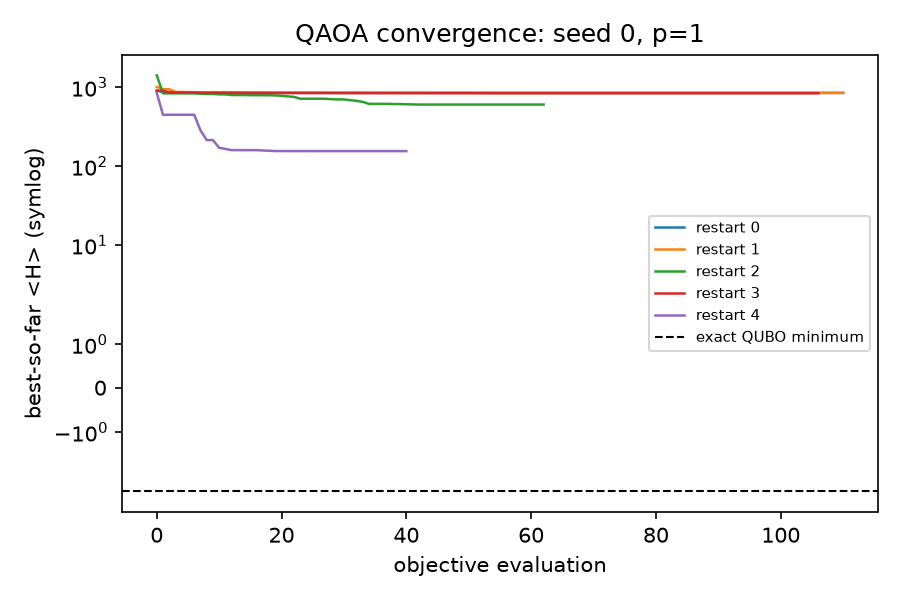 QAOA convergence: seed 0, p=1
best-so-far <H> (symlog)
10³
10²
10¹
10⁰
0
−10⁰
restart 0
restart 1
restart 2
restart 3
restart 4
exact QUBO minimum
0 20 40 60 80 100
objective evaluation